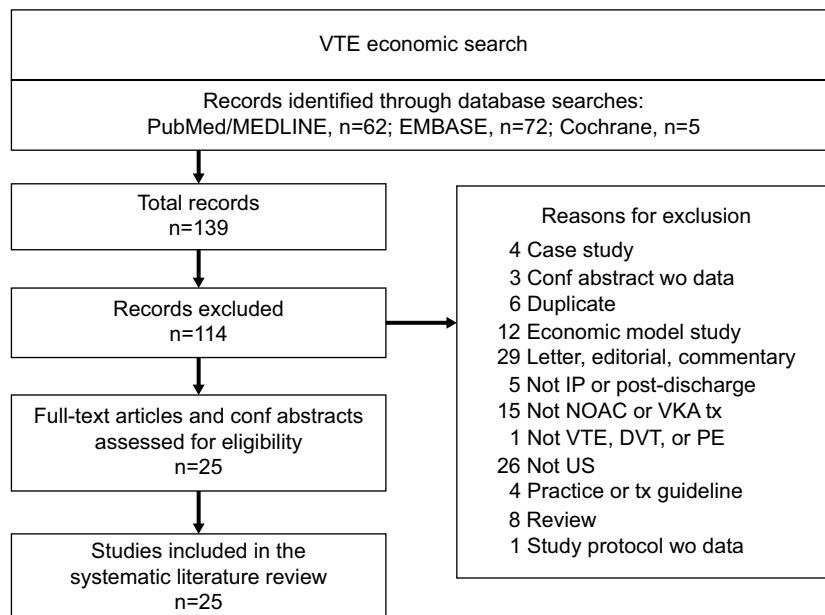 VTE economic search
Records identified through database searches:
PubMed/MEDLINE, n=62; EMBASE, n=72; Cochrane, n=5
Total records
n=139
Records excluded
n=114
Full-text articles and conf abstracts
assessed for eligibility
n=25
Studies included in the
systematic literature review
n=25
Reasons for exclusion
4 Case study
3 Conf abstract wo data
6 Duplicate
12 Economic model study
29 Letter, editorial, commentary
5 Not IP or post-discharge
15 Not NOAC or VKA tx
1 Not VTE, DVT, or PE
26 Not US
4 Practice or tx guideline
8 Review
1 Study protocol wo data